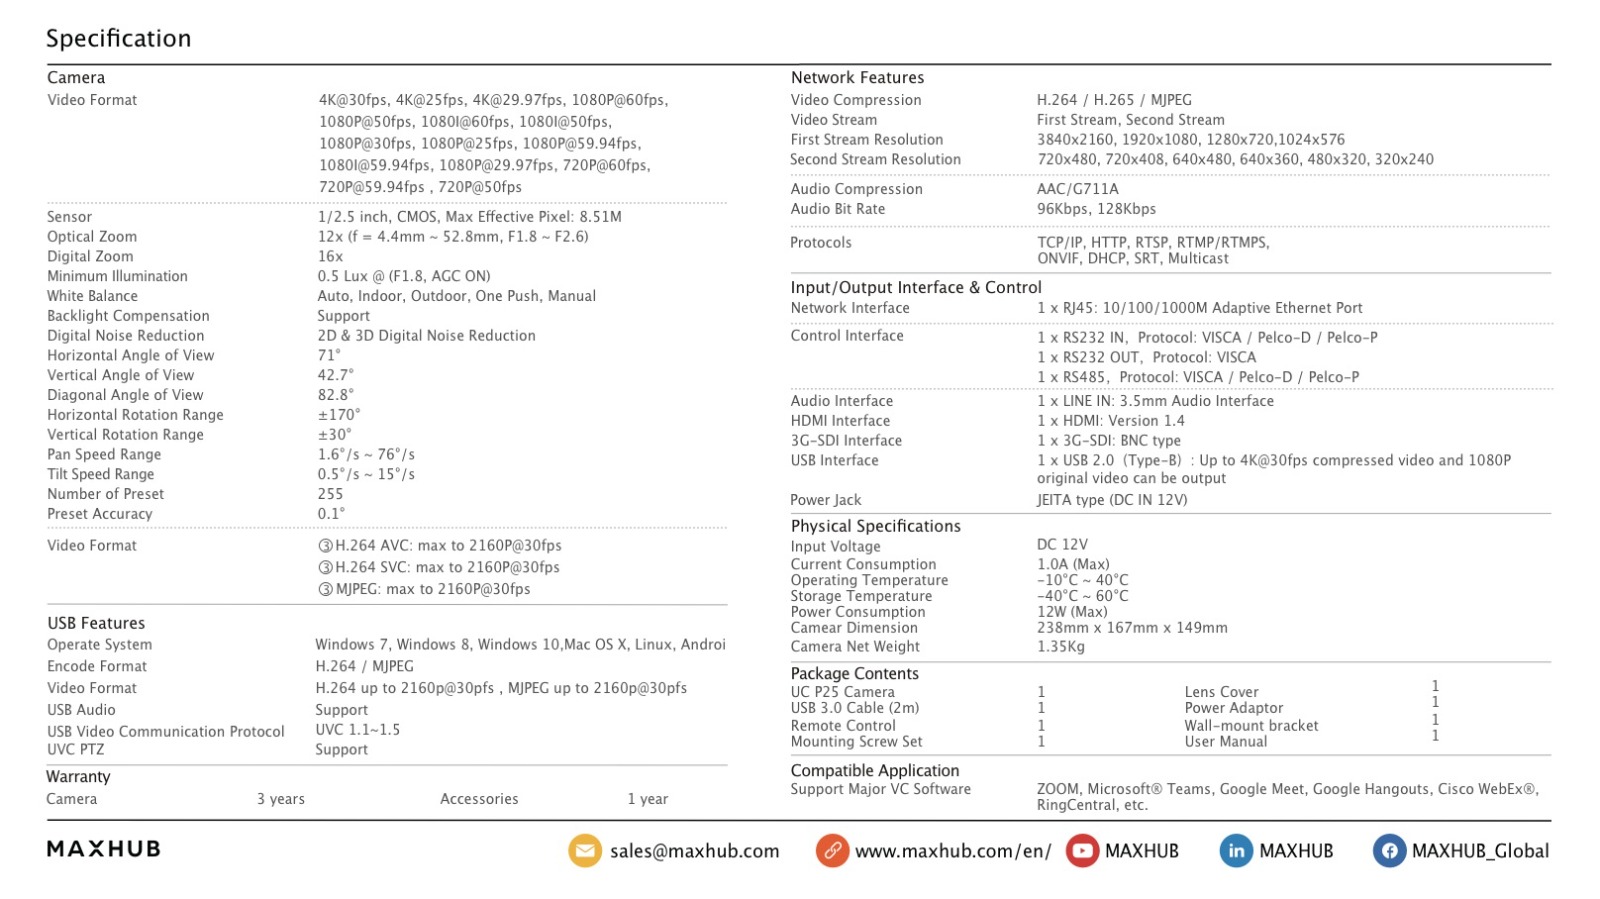 Specification
Camera
Video Format 4K@30fps, 4K@25fps, 4K@29.97fps, 1080P@60fps,
1080P@50fps, 1080I@60fps, 1080I@50fps,
1080P@30fps, 1080P@25fps, 1080P@59.94fps,
1080I@59.94fps, 1080P@29.97fps, 720P@60fps,
720P@59.94fps , 720P@50fps
Sensor 1/2.5 inch, CMOS, Max Effective Pixel: 8.51M
Optical Zoom 12x (f = 4.4mm ~ 52.8mm, F1.8 ~ F2.6)
Digital Zoom 16x
Minimum Illumination 0.5 Lux @ (F1.8, AGC ON)
White Balance Auto, Indoor, Outdoor, One Push, Manual
Backlight Compensation Support
Digital Noise Reduction 2D & 3D Digital Noise Reduction
Horizontal Angle of View 71°
Vertical Angle of View 42.7°
Diagonal Angle of View 82.8°
Horizontal Rotation Range ±170°
Vertical Rotation Range ±30°
Pan Speed Range 1.6°/s ~ 76°/s
Tilt Speed Range 0.5°/s ~ 15°/s
Number of Preset 255
Preset Accuracy 0.1°
Video Format ③H.264 AVC: max to 2160P@30fps
③H.264 SVC: max to 2160P@30fps
③MJPEG: max to 2160P@30fps
USB Features
Operate System Windows 7, Windows 8, Windows 10,Mac OS X, Linux, Androi
Encode Format H.264 / MJPEG
Video Format H.264 up to 2160p@30pfs , MJPEG up to 2160p@30pfs
USB Audio Support
USB Video Communication Protocol UVC 1.1~1.5
UVC PTZ Support
Warranty
Camera 3 years Accessories 1 year
Network Features
Video Compression H.264 / H.265 / MJPEG
Video Stream First Stream, Second Stream
First Stream Resolution 3840x2160, 1920x1080, 1280x720,1024x576
Second Stream Resolution 720x480, 720x408, 640x480, 640x360, 480x320, 320x240
Audio Compression AAC/G711A
Audio Bit Rate 96Kbps, 128Kbps
Protocols TCP/IP, HTTP, RTSP, RTMP/RTMPS,
ONVIF, DHCP, SRT, Multicast
Input/Output Interface & Control
Network Interface 1 x RJ45: 10/100/1000M Adaptive Ethernet Port
Control Interface 1 x RS232 IN, Protocol: VISCA / Pelco-D / Pelco-P
1 x RS232 OUT, Protocol: VISCA
1 x RS485, Protocol: VISCA / Pelco-D / Pelco-P
Audio Interface 1 x LINE IN: 3.5mm Audio Interface
HDMI Interface 1 x HDMI: Version 1.4
3G-SDI Interface 1 x 3G-SDI: BNC type
USB Interface 1 x USB 2.0 (Type-B) : Up to 4K@30fps compressed video and 1080P
original video can be output
Power Jack JEITA type (DC IN 12V)
Physical Specifications
Input Voltage DC 12V
Current Consumption 1.0A (Max)
Operating Temperature -10°C ~ 40°C
Storage Temperature -40°C ~ 60°C
Power Consumption 12W (Max)
Camear Dimension 238mm x 167mm x 149mm
Camera Net Weight 1.35Kg
Package Contents
UC P25 Camera 1 Lens Cover 1
USB 3.0 Cable (2m) 1 Power Adaptor 1
Remote Control 1 Wall-mount bracket 1
Mounting Screw Set 1 User Manual 1
Compatible Application
Support Major VC Software ZOOM, Microsoft® Teams, Google Meet, Google Hangouts, Cisco WebEx®,
RingCentral, etc.
MAXHUB sales@maxhub.com www.maxhub.com/en/ MAXHUB MAXHUB MAXHUB_Global